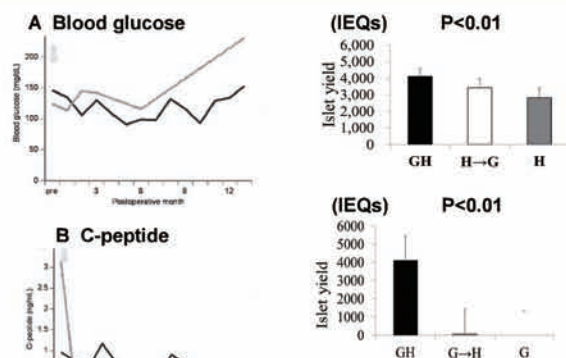 A Blood glucose
Blood glucose (mg/dL)
200
150
100
50
0
pre
3
6
9
12
Postoperative month
B C-peptide
C-peptide (ng/mL)
3
2.5
2
1.5
1
(IEQs) P<0.01
Islet yield
6,000
5,000
4,000
3,000
2,000
1,000
0
GH
H→G
H
(IEQs) P<0.01
Islet yield
6000
5000
4000
3000
2000
1000
0
GH
G→H
G